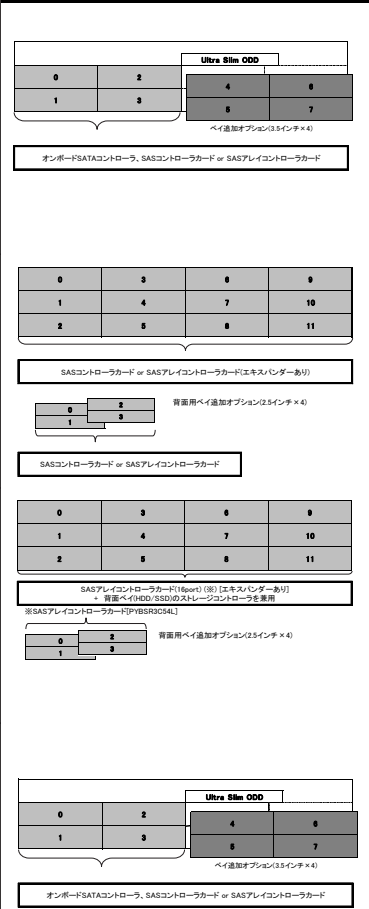 Ultra Slim ODD
0 2
4 6
1 3
5 7
ベイ追加オプション(3.5インチ×4)
オンボードSATAコントローラ、SASコントローラカード or SASアレイコントローラカード
0 3 6 9
1 4 7 10
2 5 8 11
SASコントローラカード or SASアレイコントローラカード(エキスパンダーあり)
背面用ベイ追加オプション(2.5インチ×4)
0 2
1 3
SASコントローラカード or SASアレイコントローラカード
0 3 6 9
1 4 7 10
2 5 8 11
SASアレイコントローラカード(16port) (※) [エキスパンダーあり]
+ 背面ベイ(HDD/SSD)のストレージコントローラを兼用
※SASアレイコントローラカード[PYBSR3C54L]
背面用ベイ追加オプション(2.5インチ×4)
0 2
1 3
Ultra Slim ODD
0 2
4 6
1 3
5 7
ベイ追加オプション(3.5インチ×4)
オンボードSATAコントローラ、SASコントローラカード or SASアレイコントローラカード